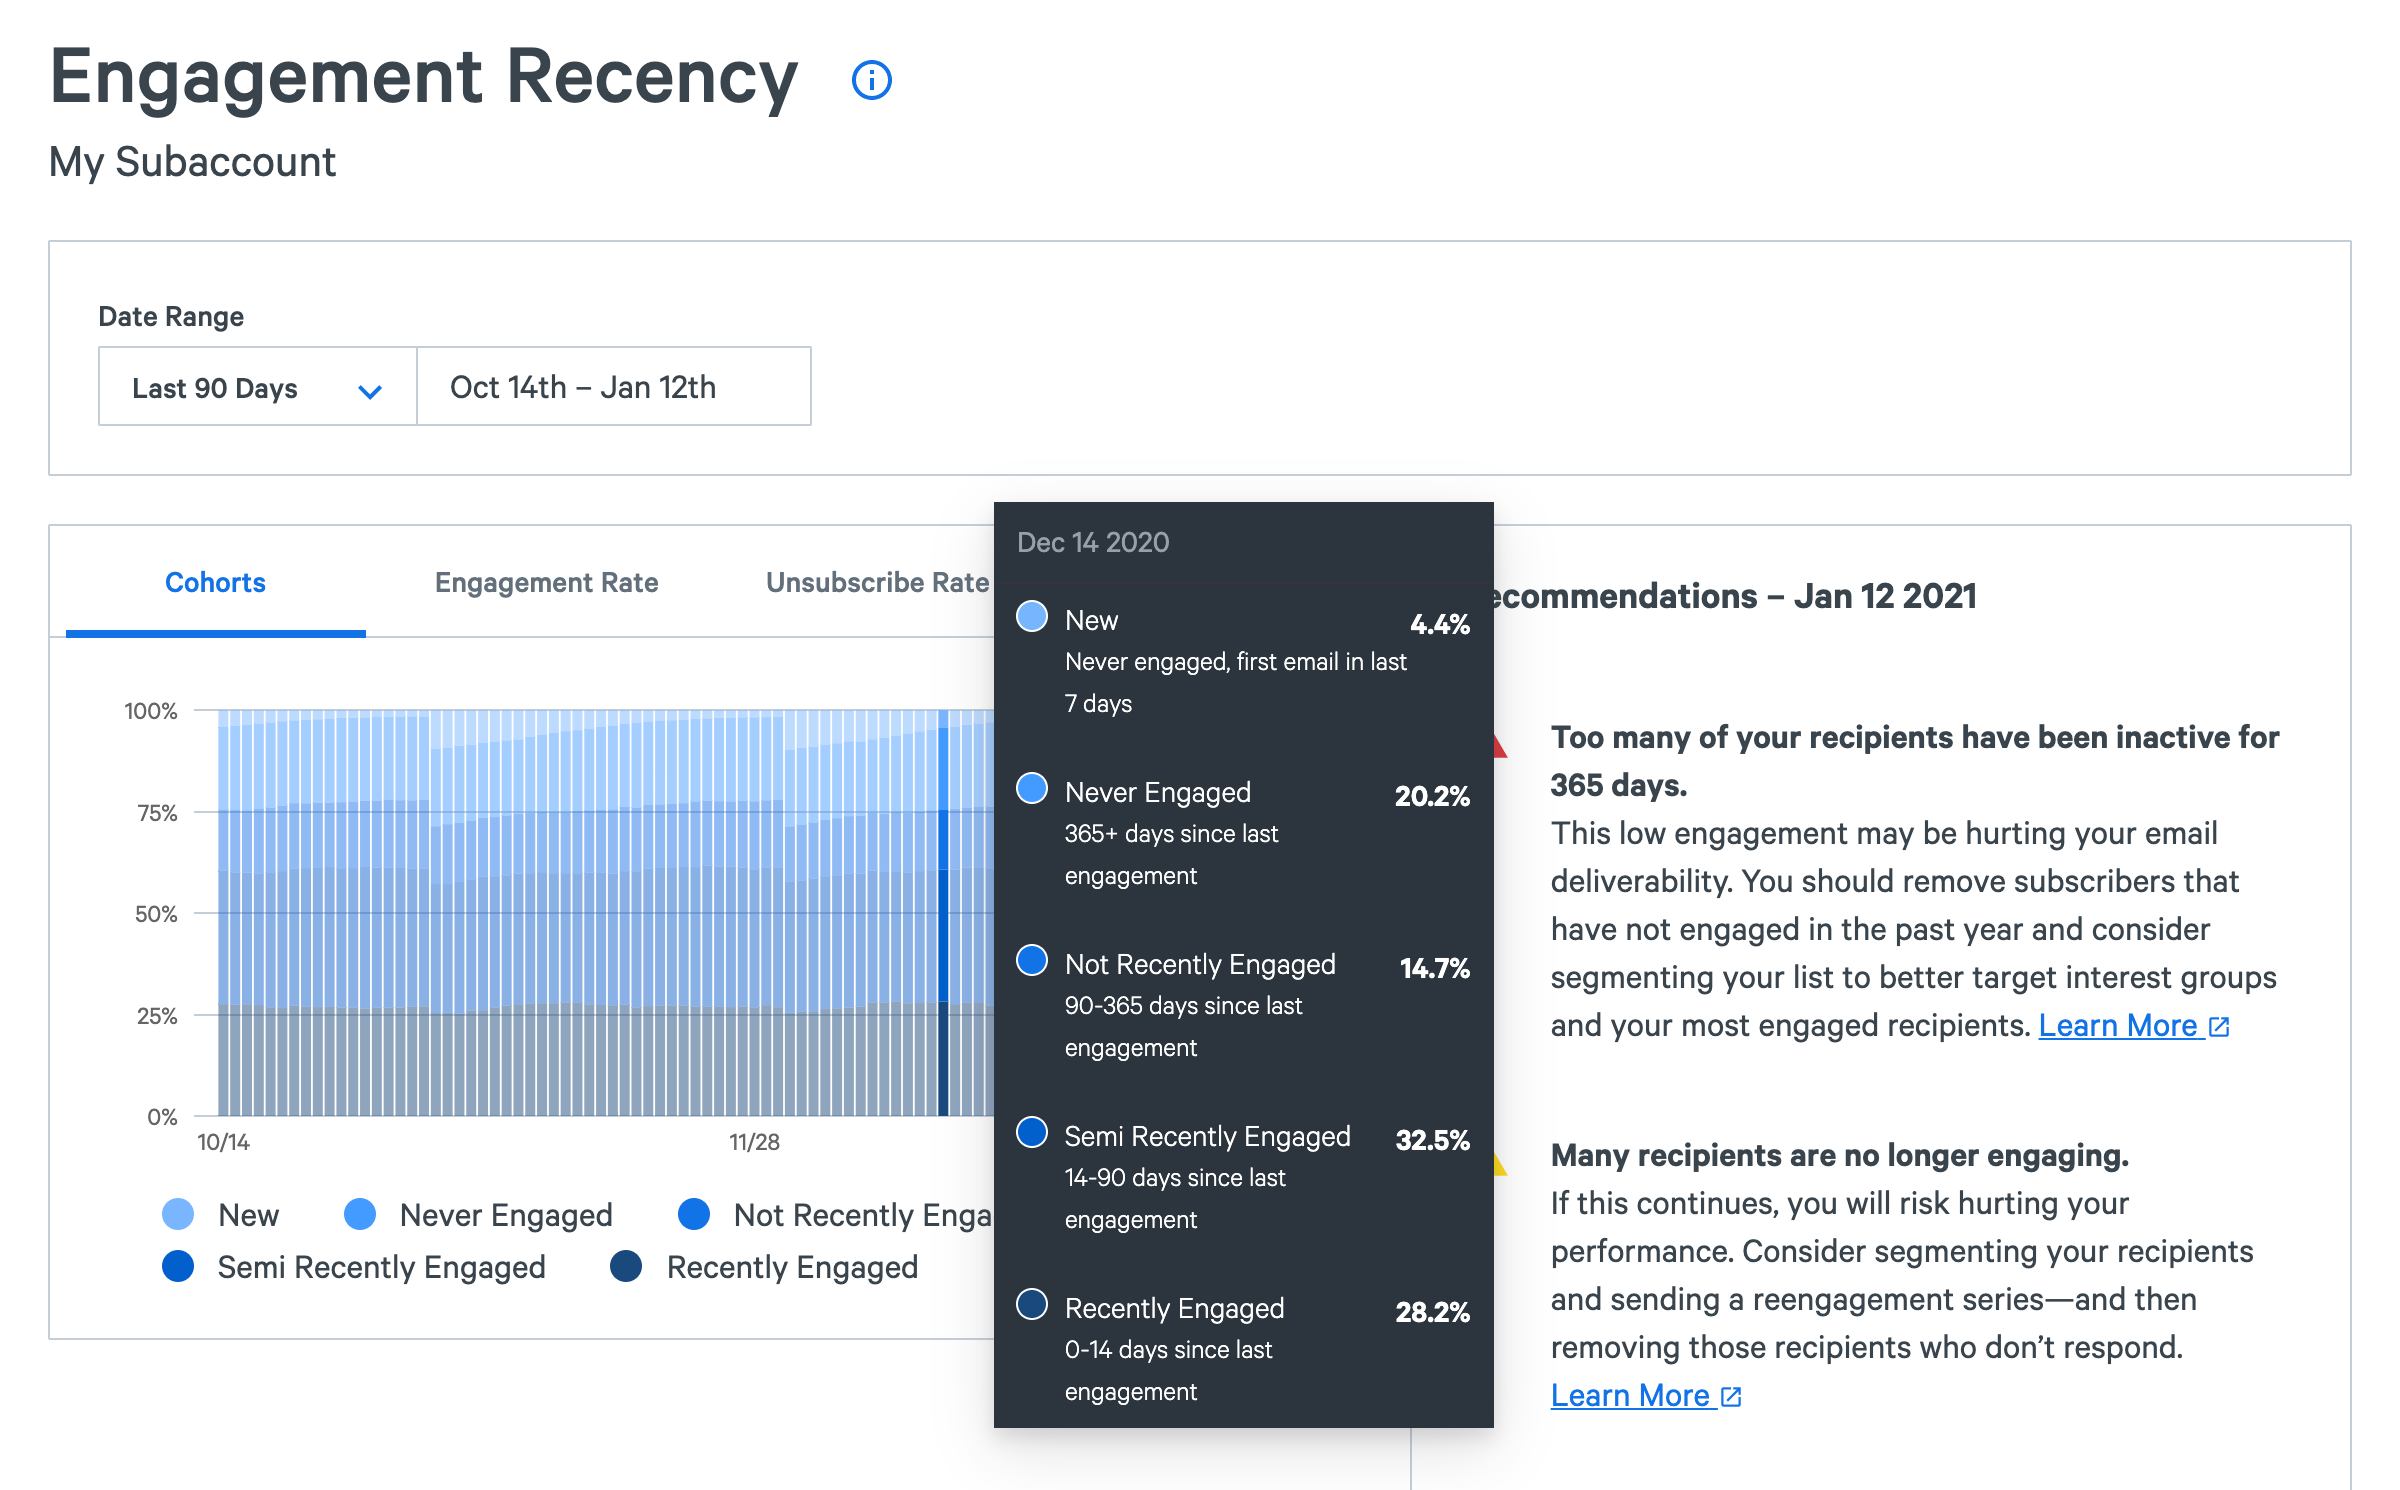 Engagement Recency
My Subaccount
Date Range
Last 90 Days
Oct 14th – Jan 12th
Cohorts
Engagement Rate
Unsubscribe Rate
100%
75%
50%
25%
0%
10/14
11/28
New
Never Engaged
Not Recently Enga
Semi Recently Engaged
Recently Engaged
Dec 14 2020
New
4.4%
Never engaged, first email in last
7 days
Never Engaged
20.2%
365+ days since last
engagement
Not Recently Engaged
14.7%
90-365 days since last
engagement
Semi Recently Engaged
32.5%
14-90 days since last
engagement
Recently Engaged
28.2%
0-14 days since last
engagement
ecommendations – Jan 12 2021
Too many of your recipients have been inactive for
365 days.
This low engagement may be hurting your email
deliverability. You should remove subscribers that
have not engaged in the past year and consider
segmenting your list to better target interest groups
and your most engaged recipients. Learn More
Many recipients are no longer engaging.
If this continues, you will risk hurting your
performance. Consider segmenting your recipients
and sending a reengagement series—and then
removing those recipients who don’t respond.
Learn More